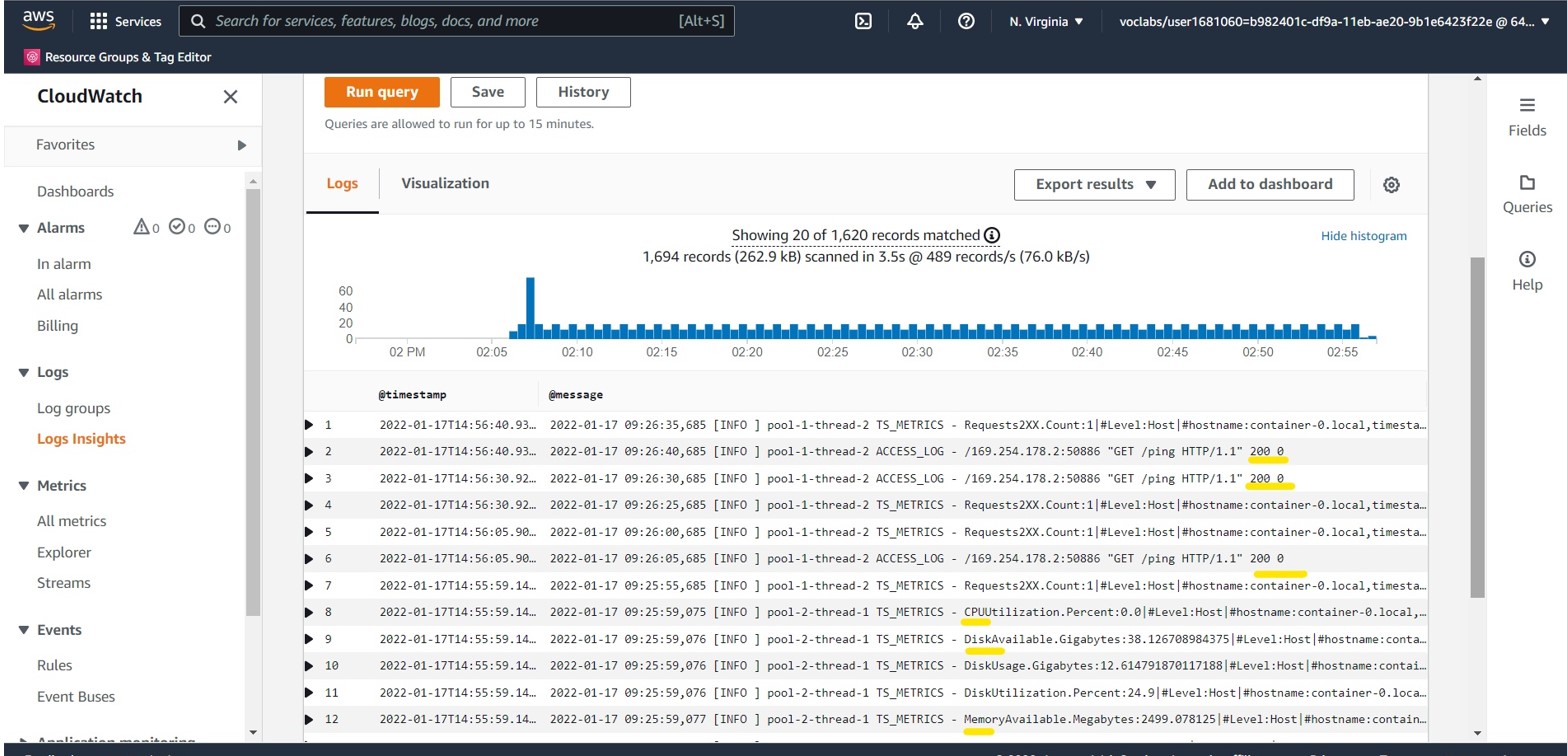 aws Services Search for services, features, blogs, docs, and more [Alt+S] N. Virginia ▼ voclabs/user1681060=b982401c-df9a-11eb-ae20-9b1e6423f22e @ 64... ▼
Resource Groups & Tag Editor
CloudWatch
Favorites
Dashboards
Alarms 0 0 0
In alarm
All alarms
Billing
Logs
Log groups
Logs Insights
Metrics
All metrics
Explorer
Streams
Events
Rules
Event Buses
Application monitoring
Run query Save History
Queries are allowed to run for up to 15 minutes.
Logs Visualization Export results ▼ Add to dashboard
Showing 20 of 1,620 records matched
Hide histogram
1,694 records (262.9 kB) scanned in 3.5s @ 489 records/s (76.0 kB/s)
60
40
20
0
02 PM 02:05 02:10 02:15 02:20 02:25 02:30 02:35 02:40 02:45 02:50 02:55
@timestamp @message
1 2022-01-17T14:56:40.93... 2022-01-17 09:26:35,685 [INFO ] pool-1-thread-2 TS_METRICS - Requests2XX.Count:1|#Level:Host|#hostname:container-0.local,timesta...
2 2022-01-17T14:56:40.93... 2022-01-17 09:26:40,685 [INFO ] pool-1-thread-2 ACCESS_LOG - /169.254.178.2:50886 "GET /ping HTTP/1.1" 200 0
3 2022-01-17T14:56:30.92... 2022-01-17 09:26:30,685 [INFO ] pool-1-thread-2 ACCESS_LOG - /169.254.178.2:50886 "GET /ping HTTP/1.1" 200 0
4 2022-01-17T14:56:30.92... 2022-01-17 09:26:25,685 [INFO ] pool-1-thread-2 TS_METRICS - Requests2XX.Count:1|#Level:Host|#hostname:container-0.local,timesta...
5 2022-01-17T14:56:05.90... 2022-01-17 09:26:00,685 [INFO ] pool-1-thread-2 TS_METRICS - Requests2XX.Count:1|#Level:Host|#hostname:container-0.local,timesta...
6 2022-01-17T14:56:05.90... 2022-01-17 09:26:05,685 [INFO ] pool-1-thread-2 ACCESS_LOG - /169.254.178.2:50886 "GET /ping HTTP/1.1" 200 0
7 2022-01-17T14:55:59.14... 2022-01-17 09:25:55,685 [INFO ] pool-1-thread-2 TS_METRICS - Requests2XX.Count:1|#Level:Host|#hostname:container-0.local,timesta...
8 2022-01-17T14:55:59.14... 2022-01-17 09:25:59,075 [INFO ] pool-2-thread-1 TS_METRICS - CPUUtilization.Percent:0.0|#Level:Host|#hostname:container-0.local,...
9 2022-01-17T14:55:59.14... 2022-01-17 09:25:59,076 [INFO ] pool-2-thread-1 TS_METRICS - DiskAvailable.Gigabytes:38.126708984375|#Level:Host|#hostname:conta...
10 2022-01-17T14:55:59.14... 2022-01-17 09:25:59,076 [INFO ] pool-2-thread-1 TS_METRICS - DiskUsage.Gigabytes:12.614791870117188|#Level:Host|#hostname:contai...
11 2022-01-17T14:55:59.14... 2022-01-17 09:25:59,076 [INFO ] pool-2-thread-1 TS_METRICS - DiskUtilization.Percent:24.9|#Level:Host|#hostname:container-0.loca...
12 2022-01-17T14:55:59.14... 2022-01-17 09:25:59,077 [INFO ] pool-2-thread-1 TS_METRICS - MemoryAvailable.Megabytes:2499.078125|#Level:Host|#hostname:contain...
Fields
Queries
Help